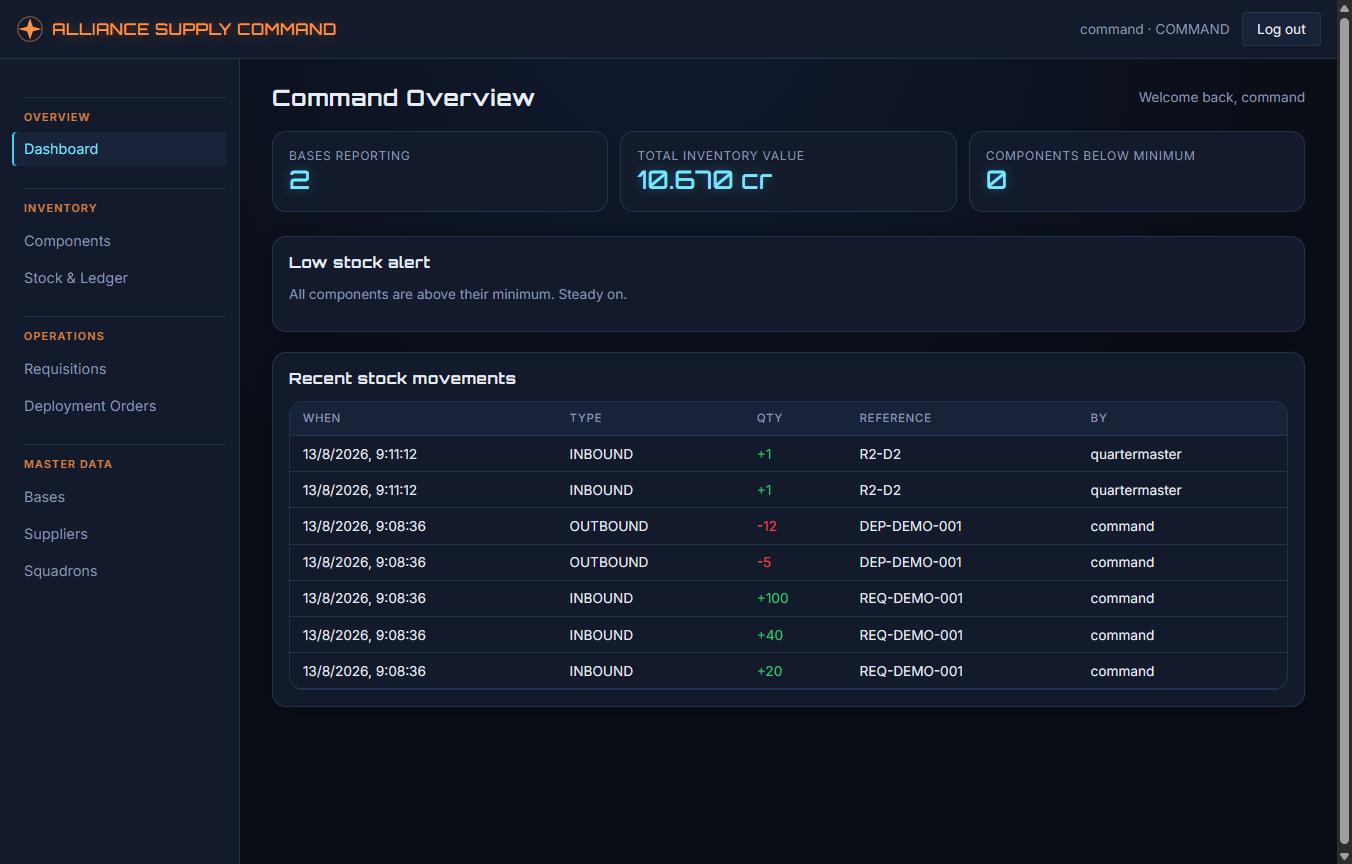 ALLIANCE SUPPLY COMMAND
command · COMMAND
Log out
OVERVIEW
Dashboard
INVENTORY
Components
Stock & Ledger
OPERATIONS
Requisitions
Deployment Orders
MASTER DATA
Bases
Suppliers
Squadrons
Command Overview
Welcome back, command
BASES REPORTING
2
TOTAL INVENTORY VALUE
10.670 cr
COMPONENTS BELOW MINIMUM
0
Low stock alert
All components are above their minimum. Steady on.
Recent stock movements
WHEN TYPE QTY REFERENCE BY
13/8/2026, 9:11:12 INBOUND +1 R2-D2 quartermaster
13/8/2026, 9:11:12 INBOUND +1 R2-D2 quartermaster
13/8/2026, 9:08:36 OUTBOUND -12 DEP-DEMO-001 command
13/8/2026, 9:08:36 OUTBOUND -5 DEP-DEMO-001 command
13/8/2026, 9:08:36 INBOUND +100 REQ-DEMO-001 command
13/8/2026, 9:08:36 INBOUND +40 REQ-DEMO-001 command
13/8/2026, 9:08:36 INBOUND +20 REQ-DEMO-001 command